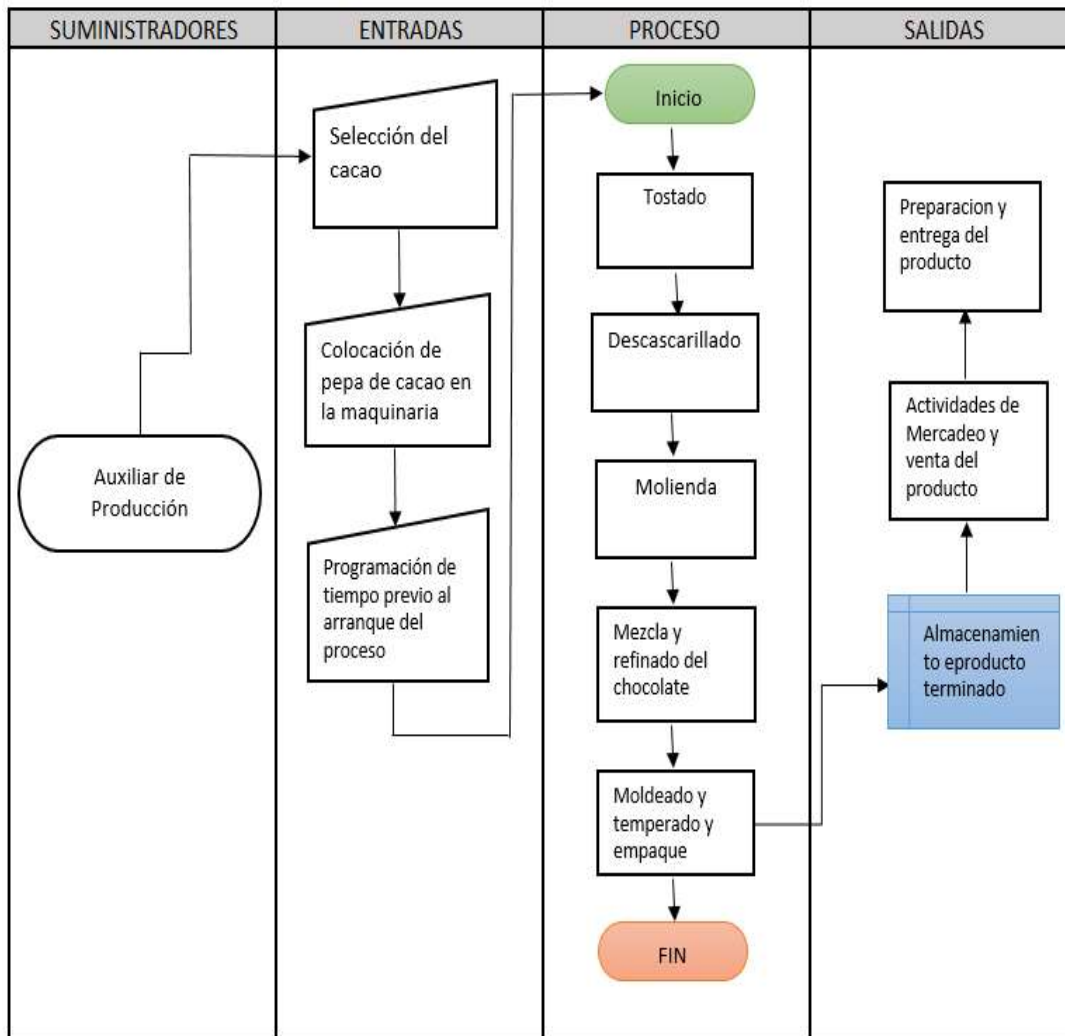 SUMINISTRADORES
ENTRADAS
PROCESO
SALIDAS
Auxiliar de
Producción
Selección del
cacao
Colocación de
pepa de cacao en
la maquinaria
Programación de
tiempo previo al
arranque del
proceso
Inicio
Tostado
Descascarillado
Molienda
Mezcla y
refinado del
chocolate
Moldeado y
temperado y
empaque
FIN
Preparacion y
entrega del
producto
Actividades de
Mercadeo y
venta del
producto
Almacenamien
to eproducto
terminado